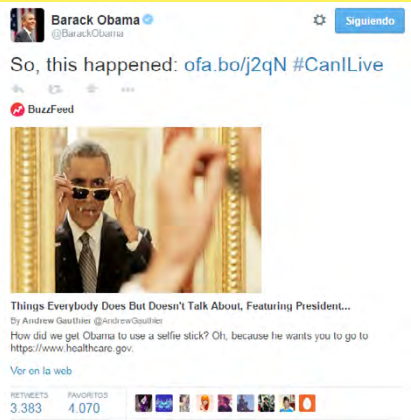 Barack Obama
@BarackObama
Siguiendo
So, this happened: ofa.bo/j2qN #CanILive
BuzzFeed
Things Everybody Does But Doesn't Talk About, Featuring President...
By Andrew Gauthier @AndrewGauthier
How did we get Obama to use a selfie stick? Oh, because he wants you to go to
https://www.healthcare.gov.
Ver en la web
RETWEETS FAVORITOS
3.383 4.070